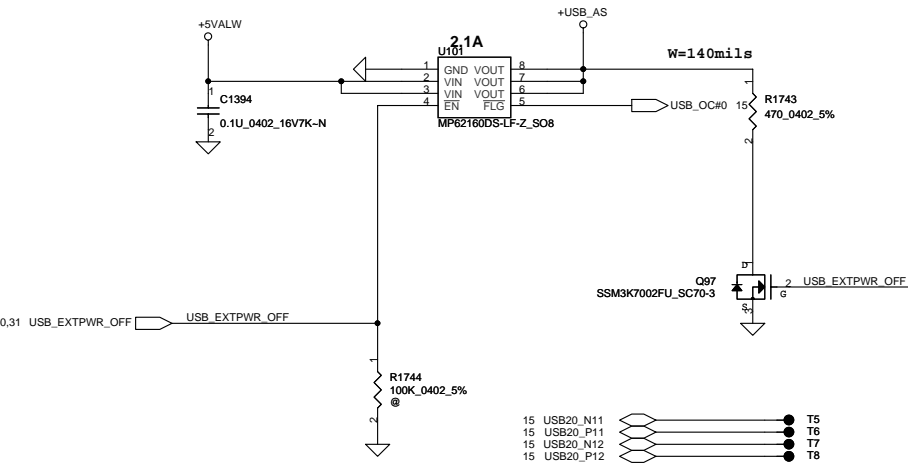 +5VALW
+USB_AS
2.1A
U101
W=140mils
1 GND VOUT 8
2 VIN VOUT 7
3 VIN VOUT 6
4 EN FLG 5
MP62160DS-LF-Z_SO8
1
C1394
0.1U_0402_16V7K~N
2
USB_OC#0 15
1
R1743
470_0402_5%
2
D
1
Q97
SSM3K7002FU_SC70-3
2
G
USB_EXTPWR_OFF
S
3
0,31 USB_EXTPWR_OFF
USB_EXTPWR_OFF
1
R1744
100K_0402_5%
@
2
15 USB20_N11 T5
15 USB20_P11 T6
15 USB20_N12 T7
15 USB20_P12 T8